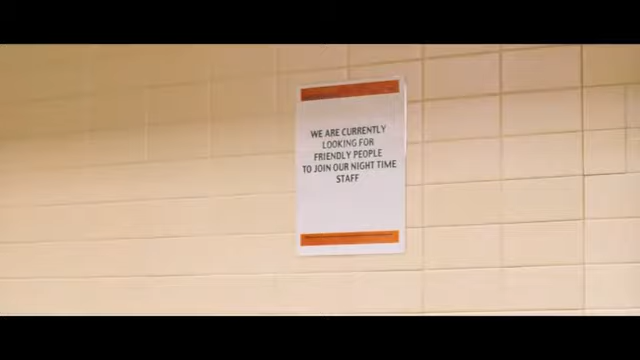 WE ARE CURRENTLY
LOOKING FOR
FRIENDLY PEOPLE
TO JOIN OUR NIGHT TIME
STAFF